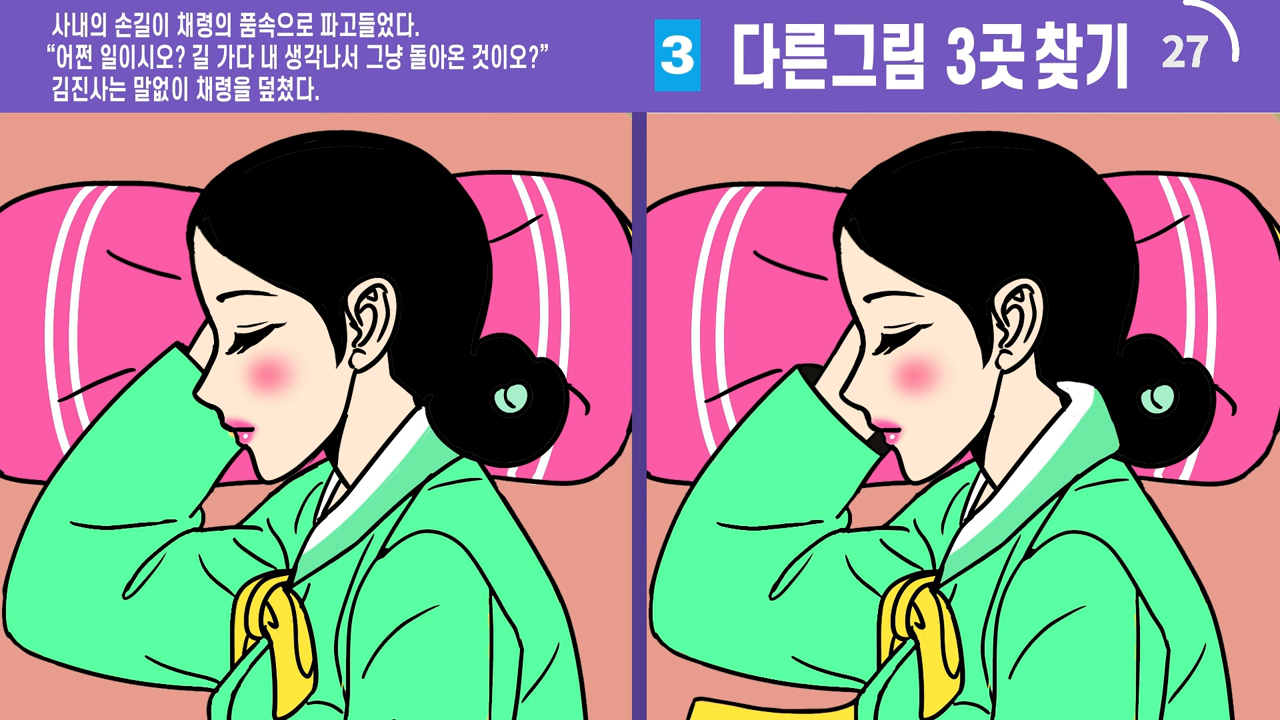 사내의 손길이 채령의 품속으로 파고들었다.
“어쩐 일이시오? 길 가다 내 생각나서 그냥 돌아온 것이오?”
김진사는 말없이 채령을 덮쳤다.
3 다른그림 3곳 찾기 27